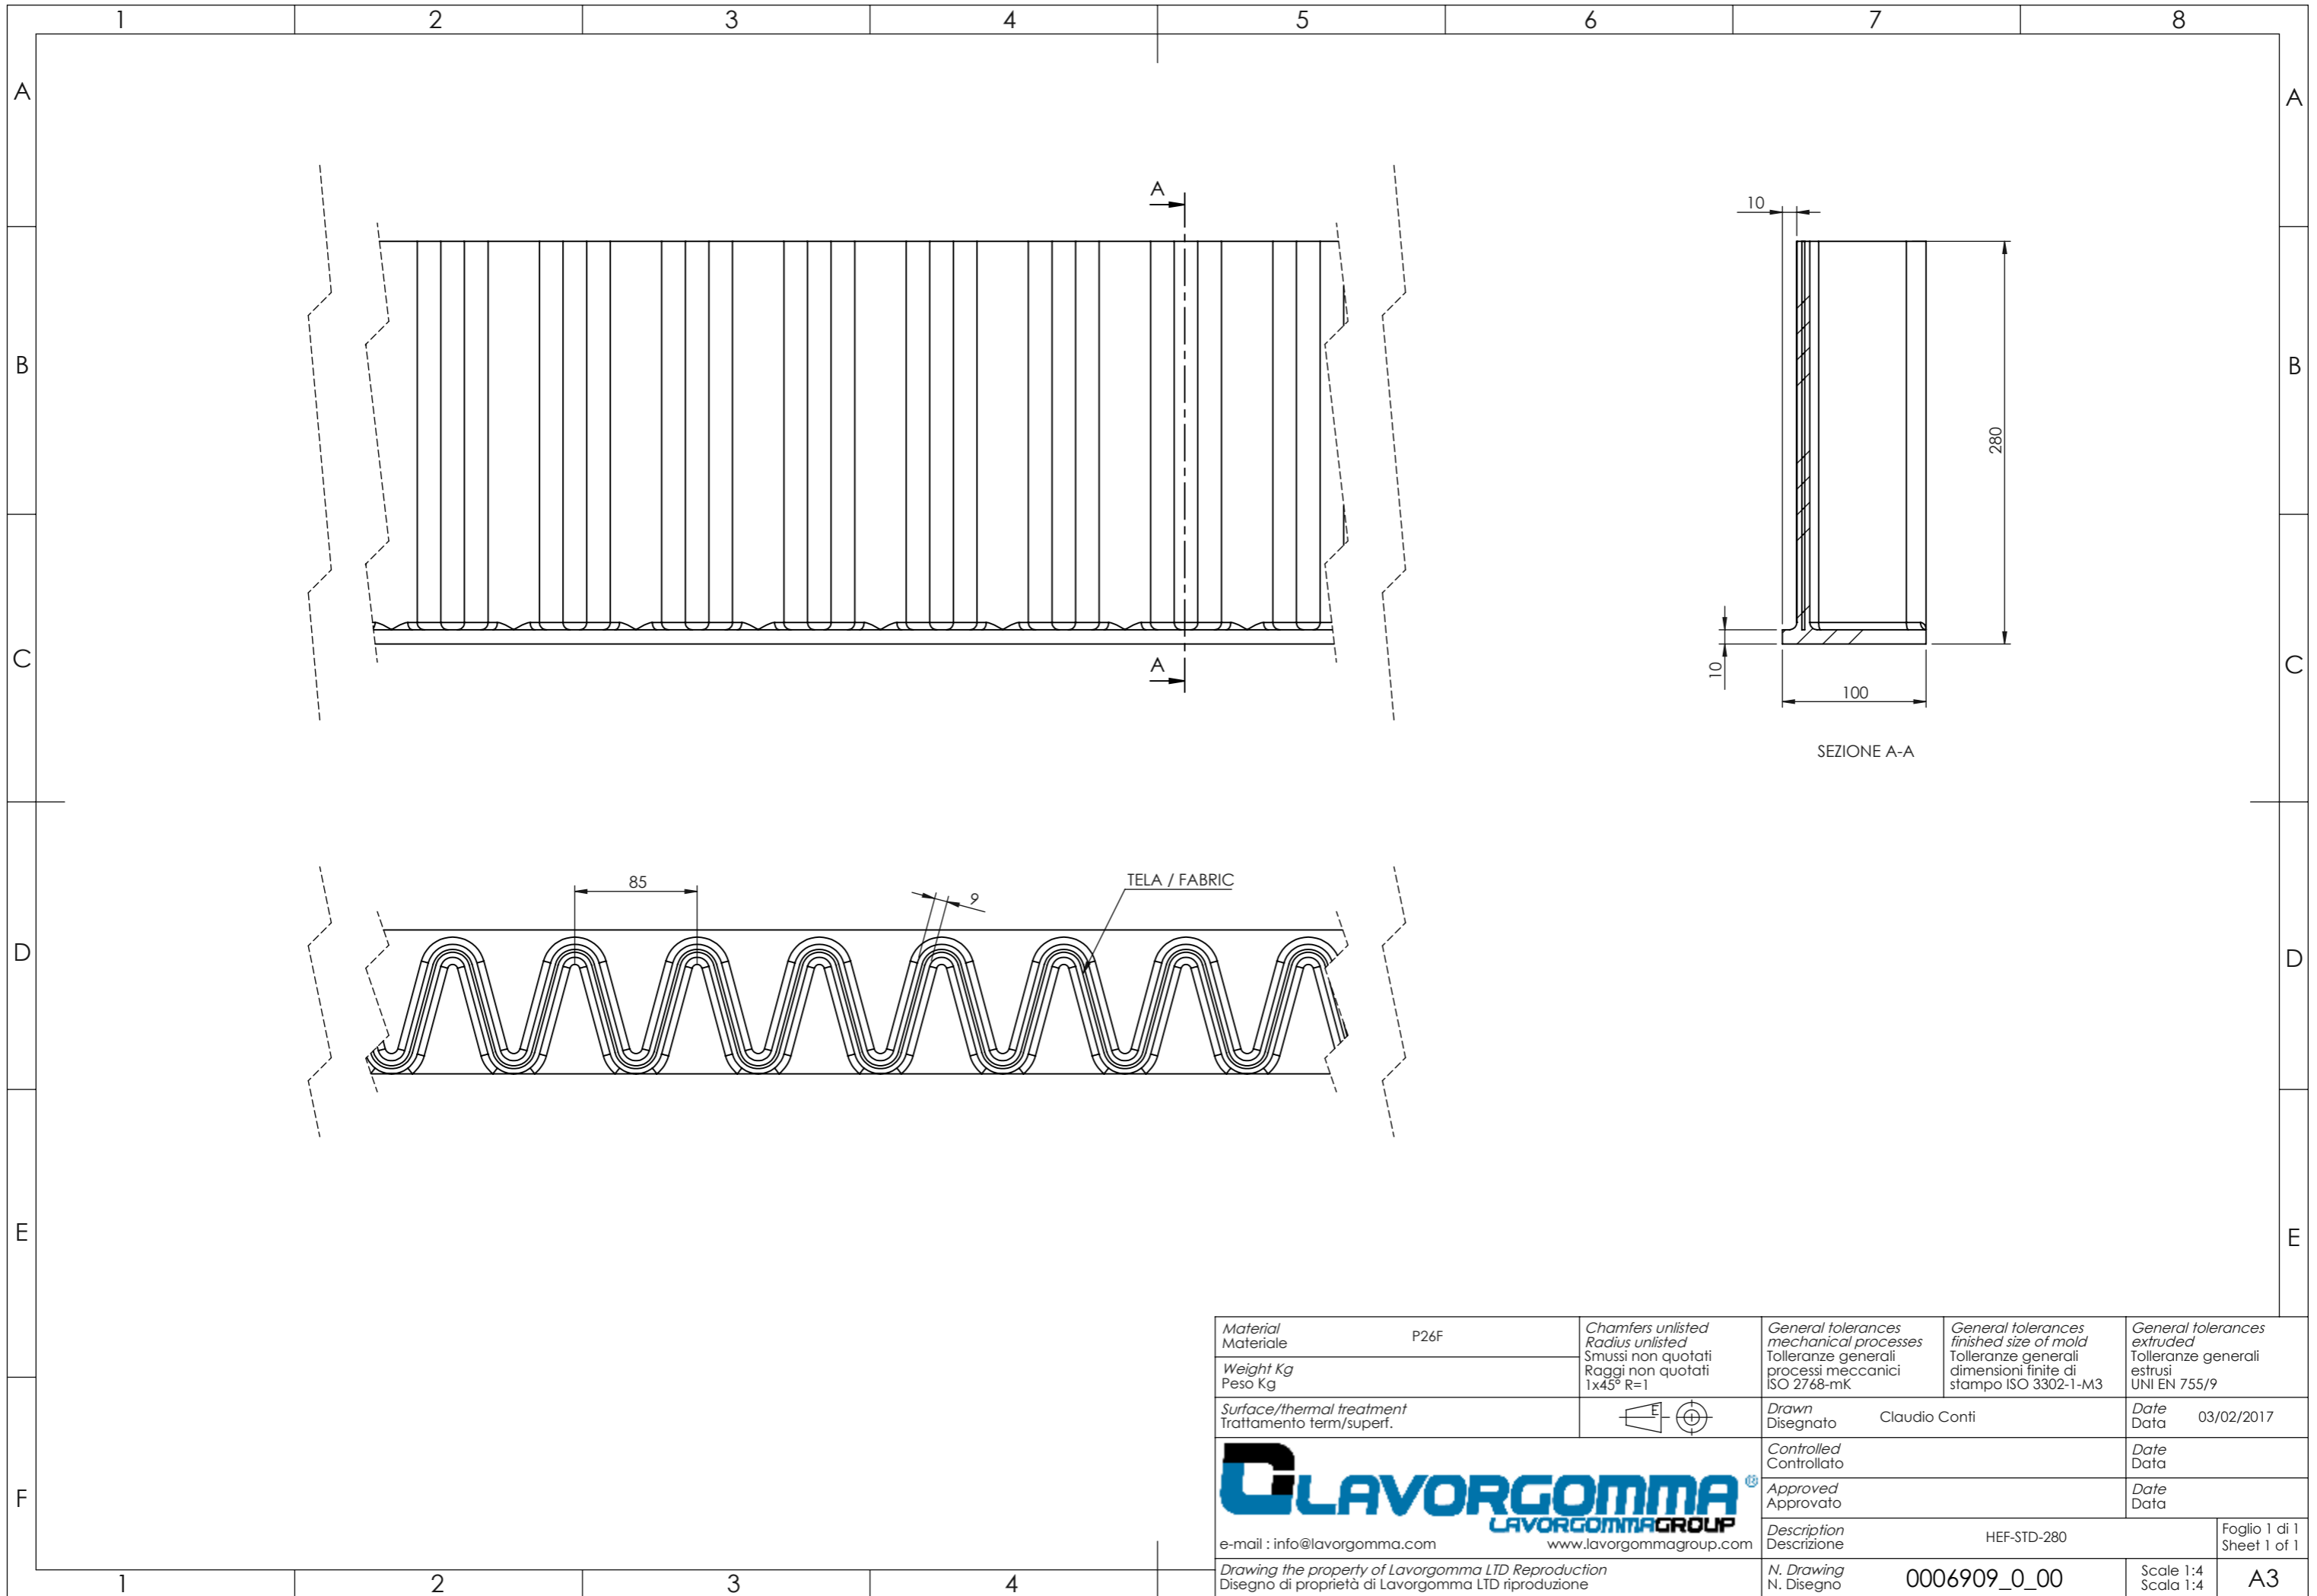 1 2 3 4 5 6 7 8
A A
B B
C C
D D
E E
F
1 2 3 4
A
A
10
280
10
100
SEZIONE A-A
85
9
TELA / FABRIC
Material
Materiale
P26F
Weight Kg
Peso Kg
Surface/thermal treatment
Trattamento term/superf.
Chamfers unlisted
Radius unlisted
Smussi non quotati
Raggi non quotati
1x45° R=1
E
General tolerances
mechanical processes
Tolleranze generali
processi meccanici
ISO 2768-mK
General tolerances
finished size of mold
Tolleranze generali
dimensioni finite di
stampo ISO 3302-1-M3
General tolerances
extruded
Tolleranze generali
estrusi
UNI EN 755/9
Drawn
Disegnato
Claudio Conti
Date
Data
03/02/2017
Controlled
Controllato
Date
Data
Approved
Approvato
Date
Data
LAVORGOMMA®
LAVORGOMMAGROUP
e-mail : info@lavorgomma.com
www.lavorgommagroup.com
Description
Descrizione
HEF-STD-280
Foglio 1 di 1
Sheet 1 of 1
Drawing the property of Lavorgomma LTD Reproduction
Disegno di proprietà di Lavorgomma LTD riproduzione
N. Drawing
N. Disegno
0006909_0_00
Scale 1:4
Scala 1:4
A3